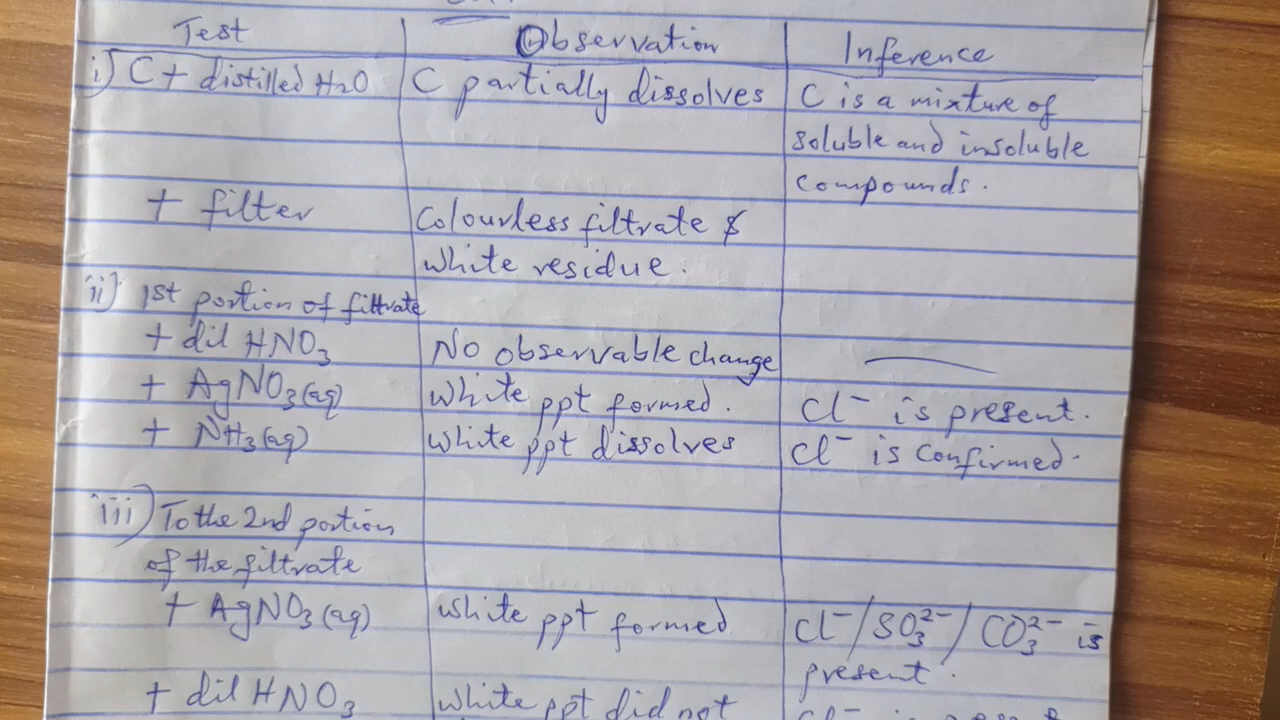 Test | Observation | Inference
i) C + distilled H2O | C partially dissolves | C is a mixture of
soluble and insoluble
compounds.
+ filter | Colourless filtrate &
white residue.
ii) 1st portion of filtrate
+ dil HNO3 | No observable change | —
+ AgNO3(aq) | White ppt formed. | Cl⁻ is present.
+ NH3(aq) | White ppt dissolves | Cl⁻ is confirmed.
iii) To the 2nd portion
of the filtrate
+ AgNO3(aq) | White ppt formed | Cl⁻/SO3²⁻/CO3²⁻ is
present.
+ dil HNO3 | White ppt did not | Cl⁻ is